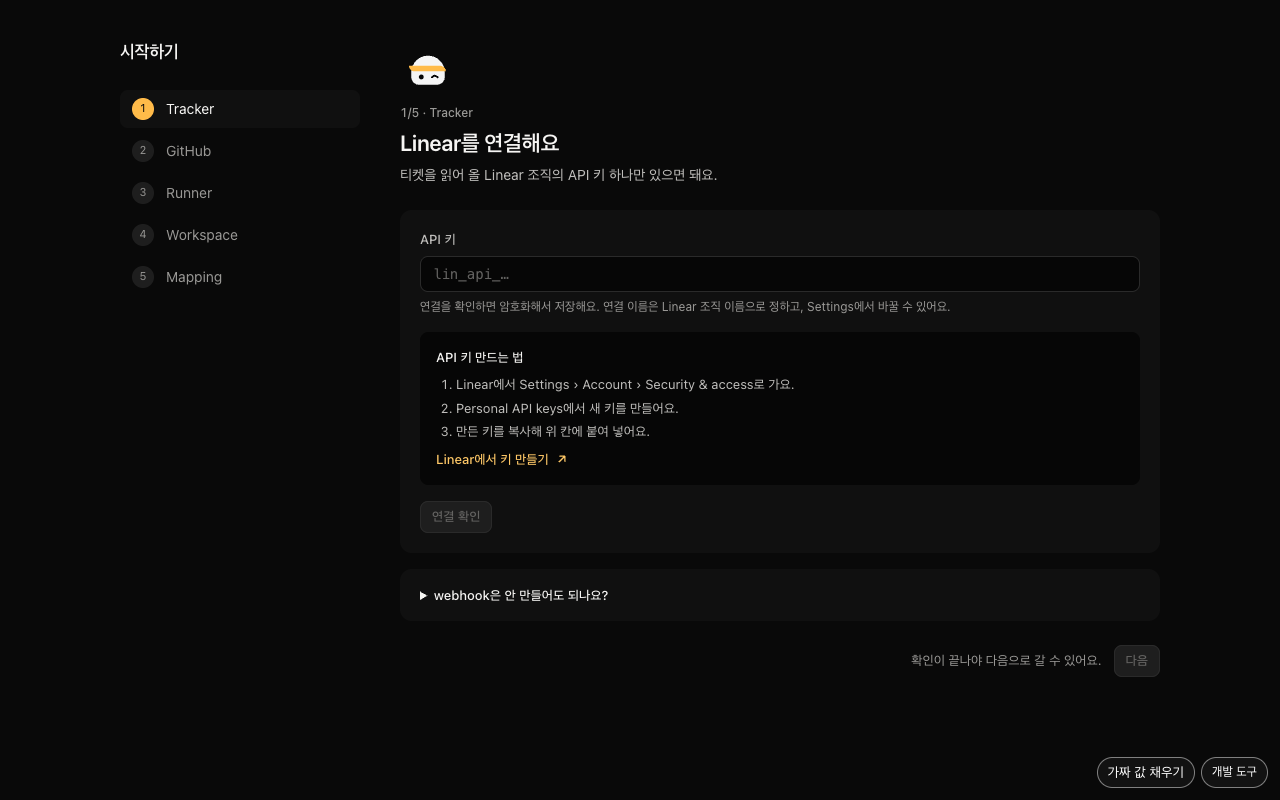 시작하기
1 Tracker
2 GitHub
3 Runner
4 Workspace
5 Mapping
1/5 · Tracker
Linear를 연결해요
티켓을 읽어 올 Linear 조직의 API 키 하나만 있으면 돼요.
API 키
lin_api_…
연결을 확인하면 암호화해서 저장해요. 연결 이름은 Linear 조직 이름으로 정하고, Settings에서 바꿀 수 있어요.
API 키 만드는 법
1. Linear에서 Settings › Account › Security & access로 가요.
2. Personal API keys에서 새 키를 만들어요.
3. 만든 키를 복사해 위 칸에 붙여 넣어요.
Linear에서 키 만들기 ↗
연결 확인
▶ webhook은 안 만들어도 되나요?
확인이 끝나야 다음으로 갈 수 있어요. 다음
가짜 값 채우기 개발 도구